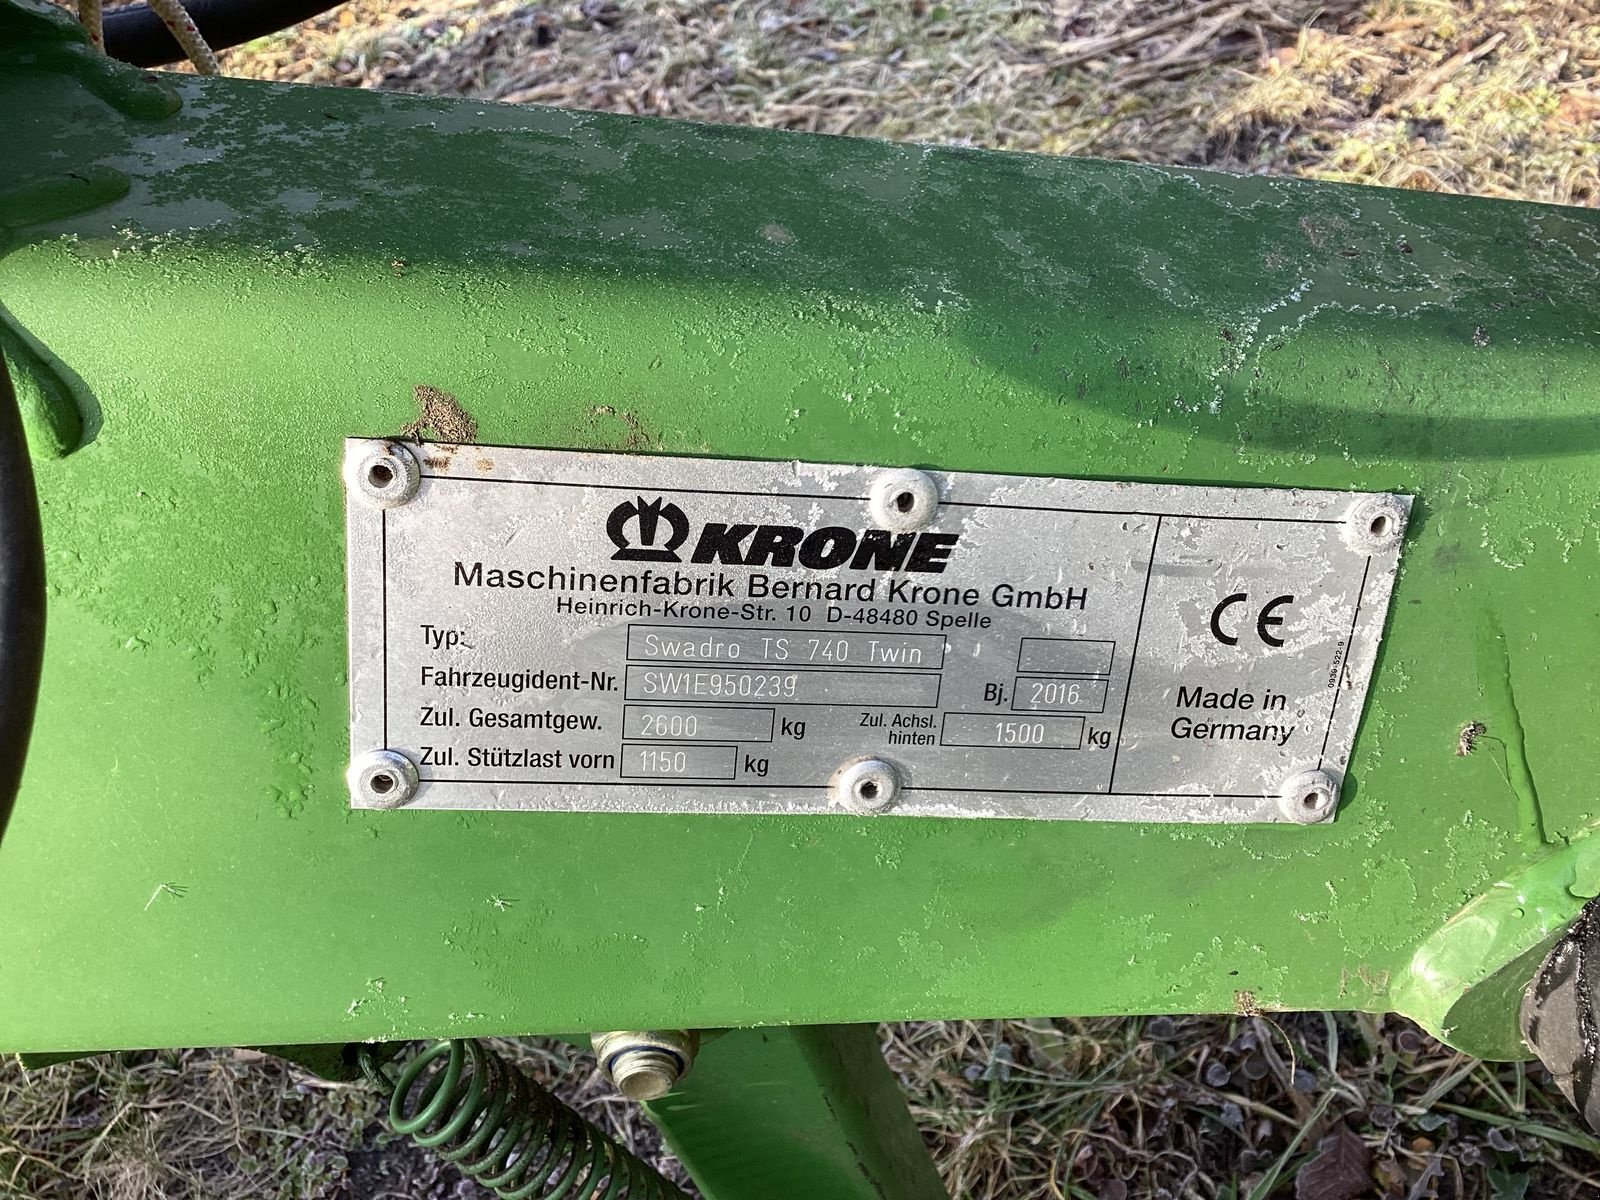 KRONE
Maschinenfabrik Bernard Krone GmbH
Heinrich-Krone-Str. 10 D-48480 Spelle
Typ: Swadro TS 740 Twin
Fahrzeugident-Nr. SW1E950239 Bj. 2016
Zul. Gesamtgew. 2600 kg Zul. Achsl. hinten 1500 kg
Zul. Stützlast vorn 1150 kg
CE
Made in
Germany